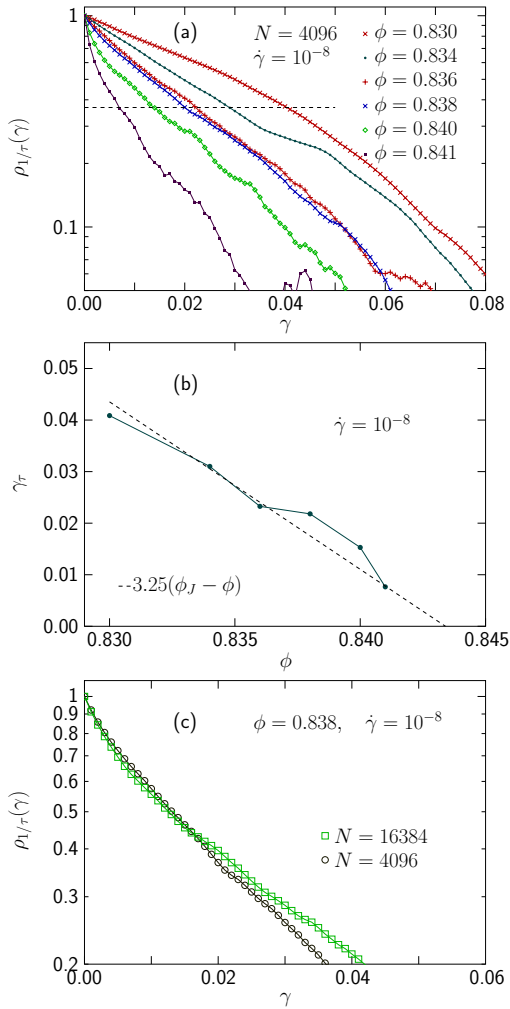 1
(a)
N = 4096
γ̇ = 10⁻⁸
ϕ = 0.830
ϕ = 0.834
ϕ = 0.836
ϕ = 0.838
ϕ = 0.840
ϕ = 0.841
ρ₁/τ(γ)
0.1
0.00 0.02 0.04 0.06 0.08
γ
0.05
(b)
γ̇ = 10⁻⁸
0.04
0.03
γτ
0.02
0.01
--3.25(ϕJ − ϕ)
0.00
0.830 0.835 0.840 0.845
ϕ
1
(c)
ϕ = 0.838, γ̇ = 10⁻⁸
0.9
0.8
0.7
0.6
ρ₁/τ(γ)
0.5
N = 16384
0.4
N = 4096
0.3
0.2
0.00 0.02 0.04 0.06
γ